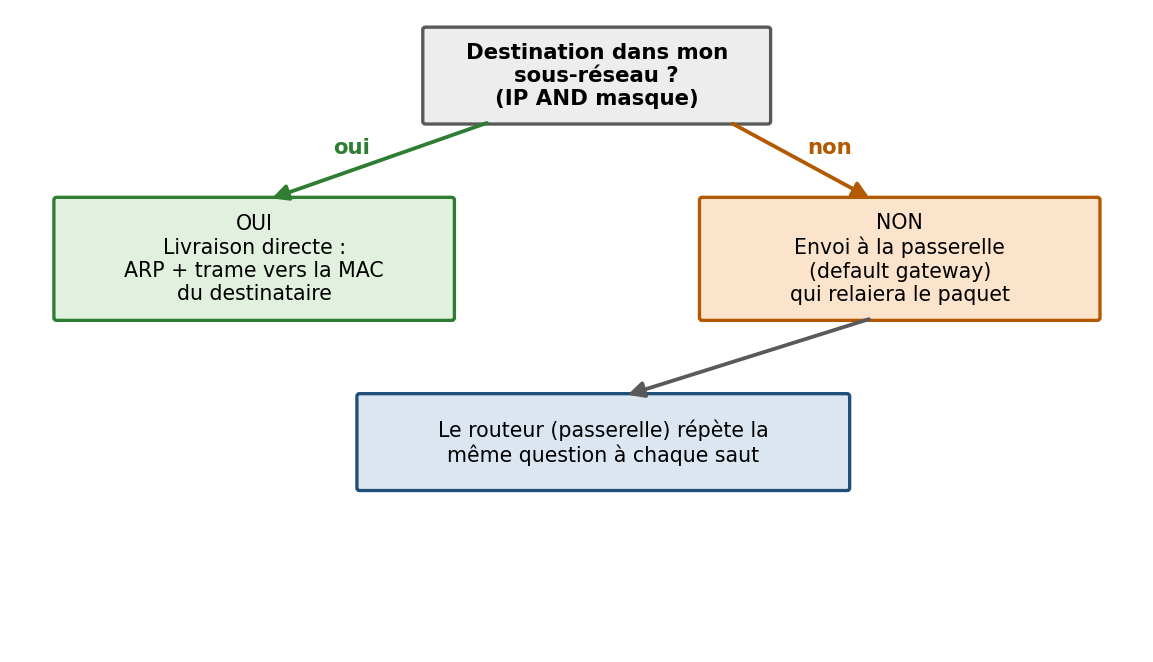 Destination dans mon
sous-réseau ?
(IP AND masque)
oui
non
OUI
Livraison directe :
ARP + trame vers la MAC
du destinataire
NON
Envoi à la passerelle
(default gateway)
qui relaiera le paquet
Le routeur (passerelle) répète la
même question à chaque saut